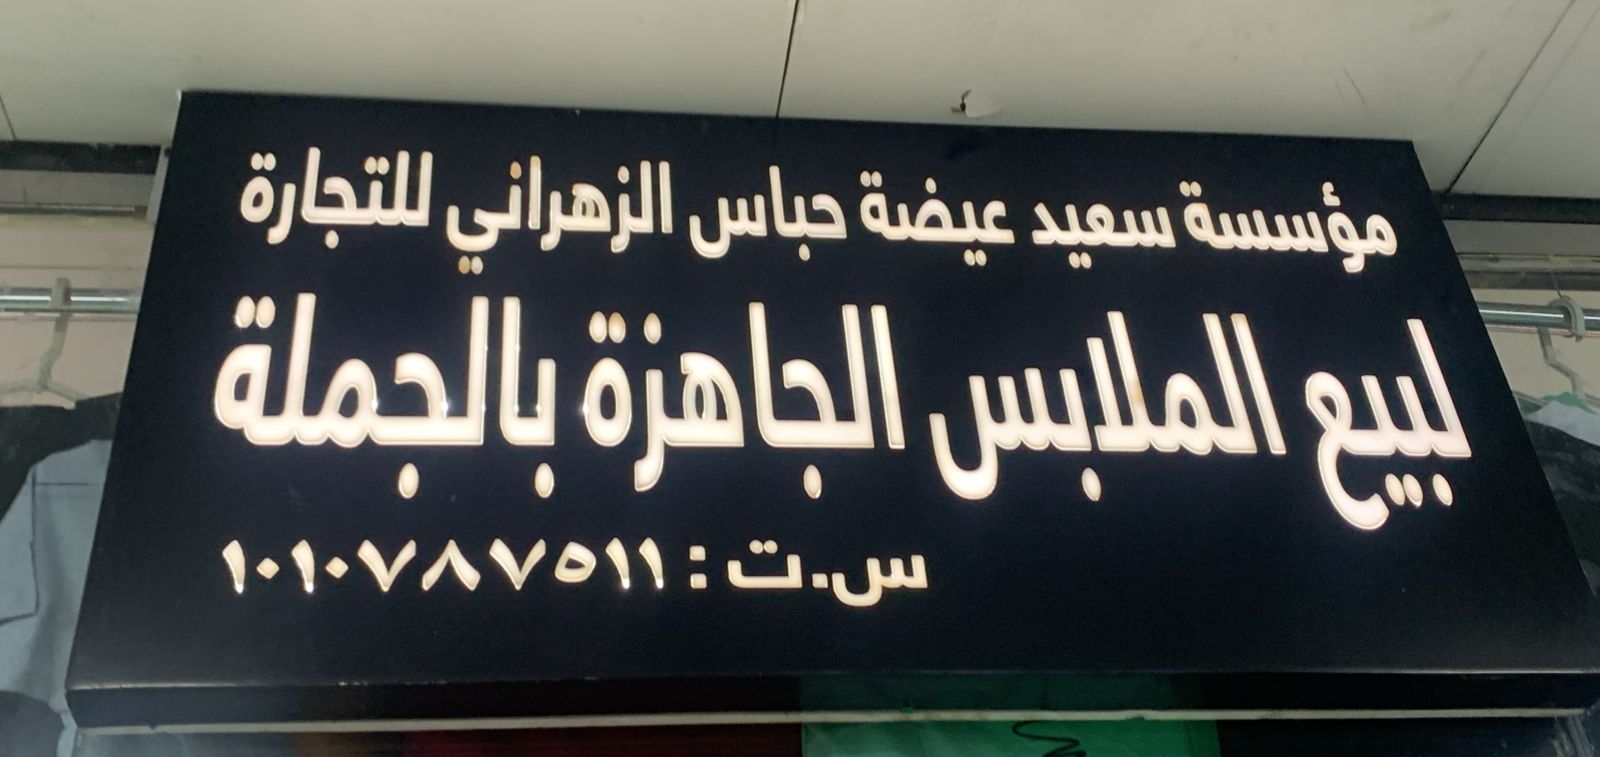 مؤسسة سعيد عيضة حباس الزهراني للتجارة
لبيع الملابس الجاهزة بالجملة
س.ت : ١٠١٠٧٨٧٥١١